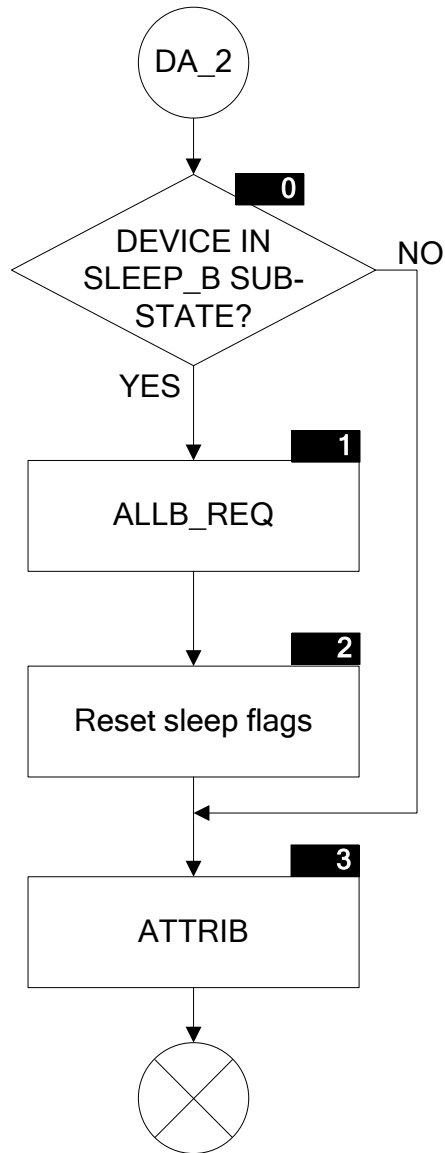 DA_2
0
DEVICE IN
SLEEP_B SUB-
STATE?
NO
YES
1
ALLB_REQ
2
Reset sleep flags
3
ATTRIB